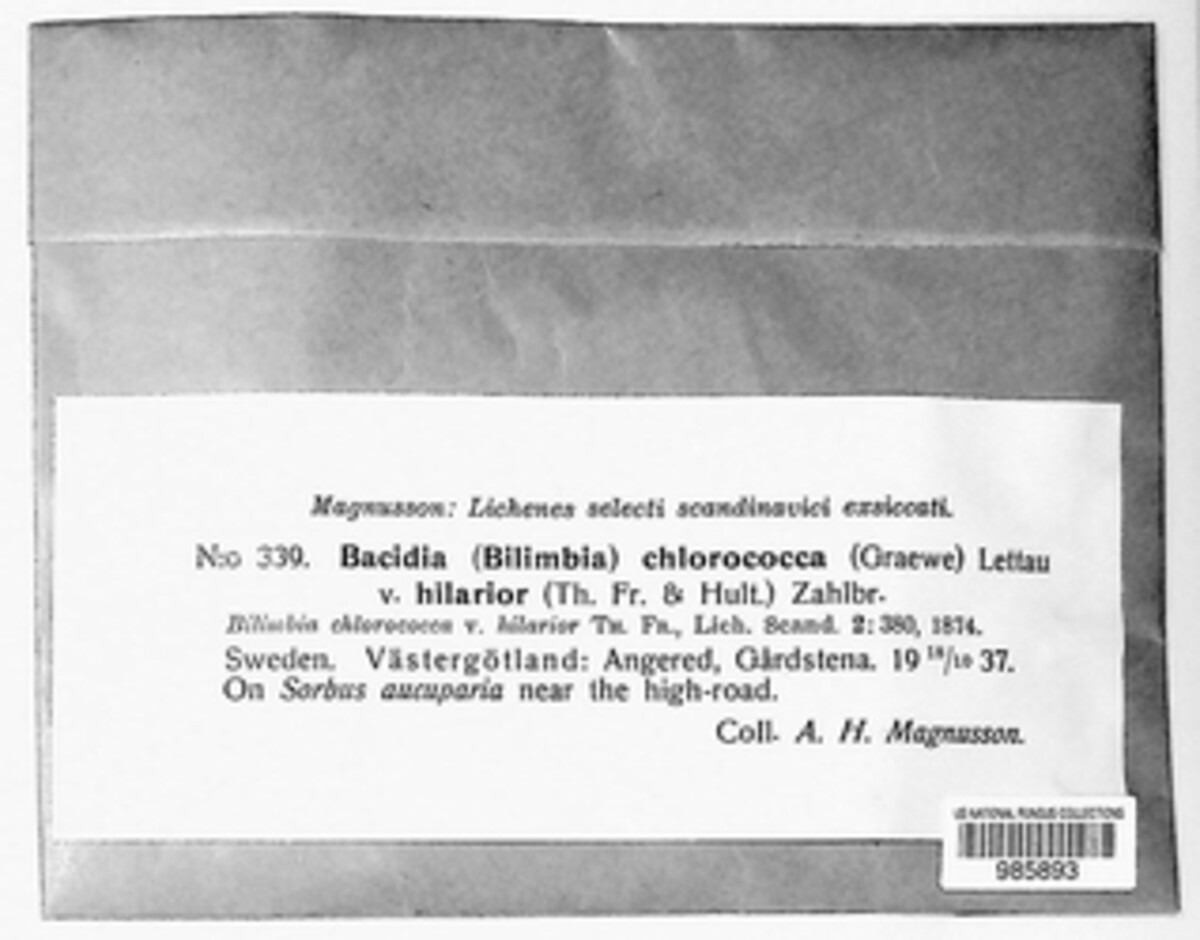 Magnusson: Lichenes selecti scandinavici exsiccati.
N:o 339. Bacidia (Bilimbia) chlorococca (Graewe) Lettau
v. hilarior (Th. Fr. & Hult.) Zahlbr.
Bilimbia chlorococca v. hilarior Th. Fr., Lich. Scand. 2: 380, 1874.
Sweden. Västergötland: Angered, Gårdstena. 19 18/10 37.
On Sorbus aucuparia near the high-road.
Coll. A. H. Magnusson.
US NATIONAL FUNGUS COLLECTIONS
985893